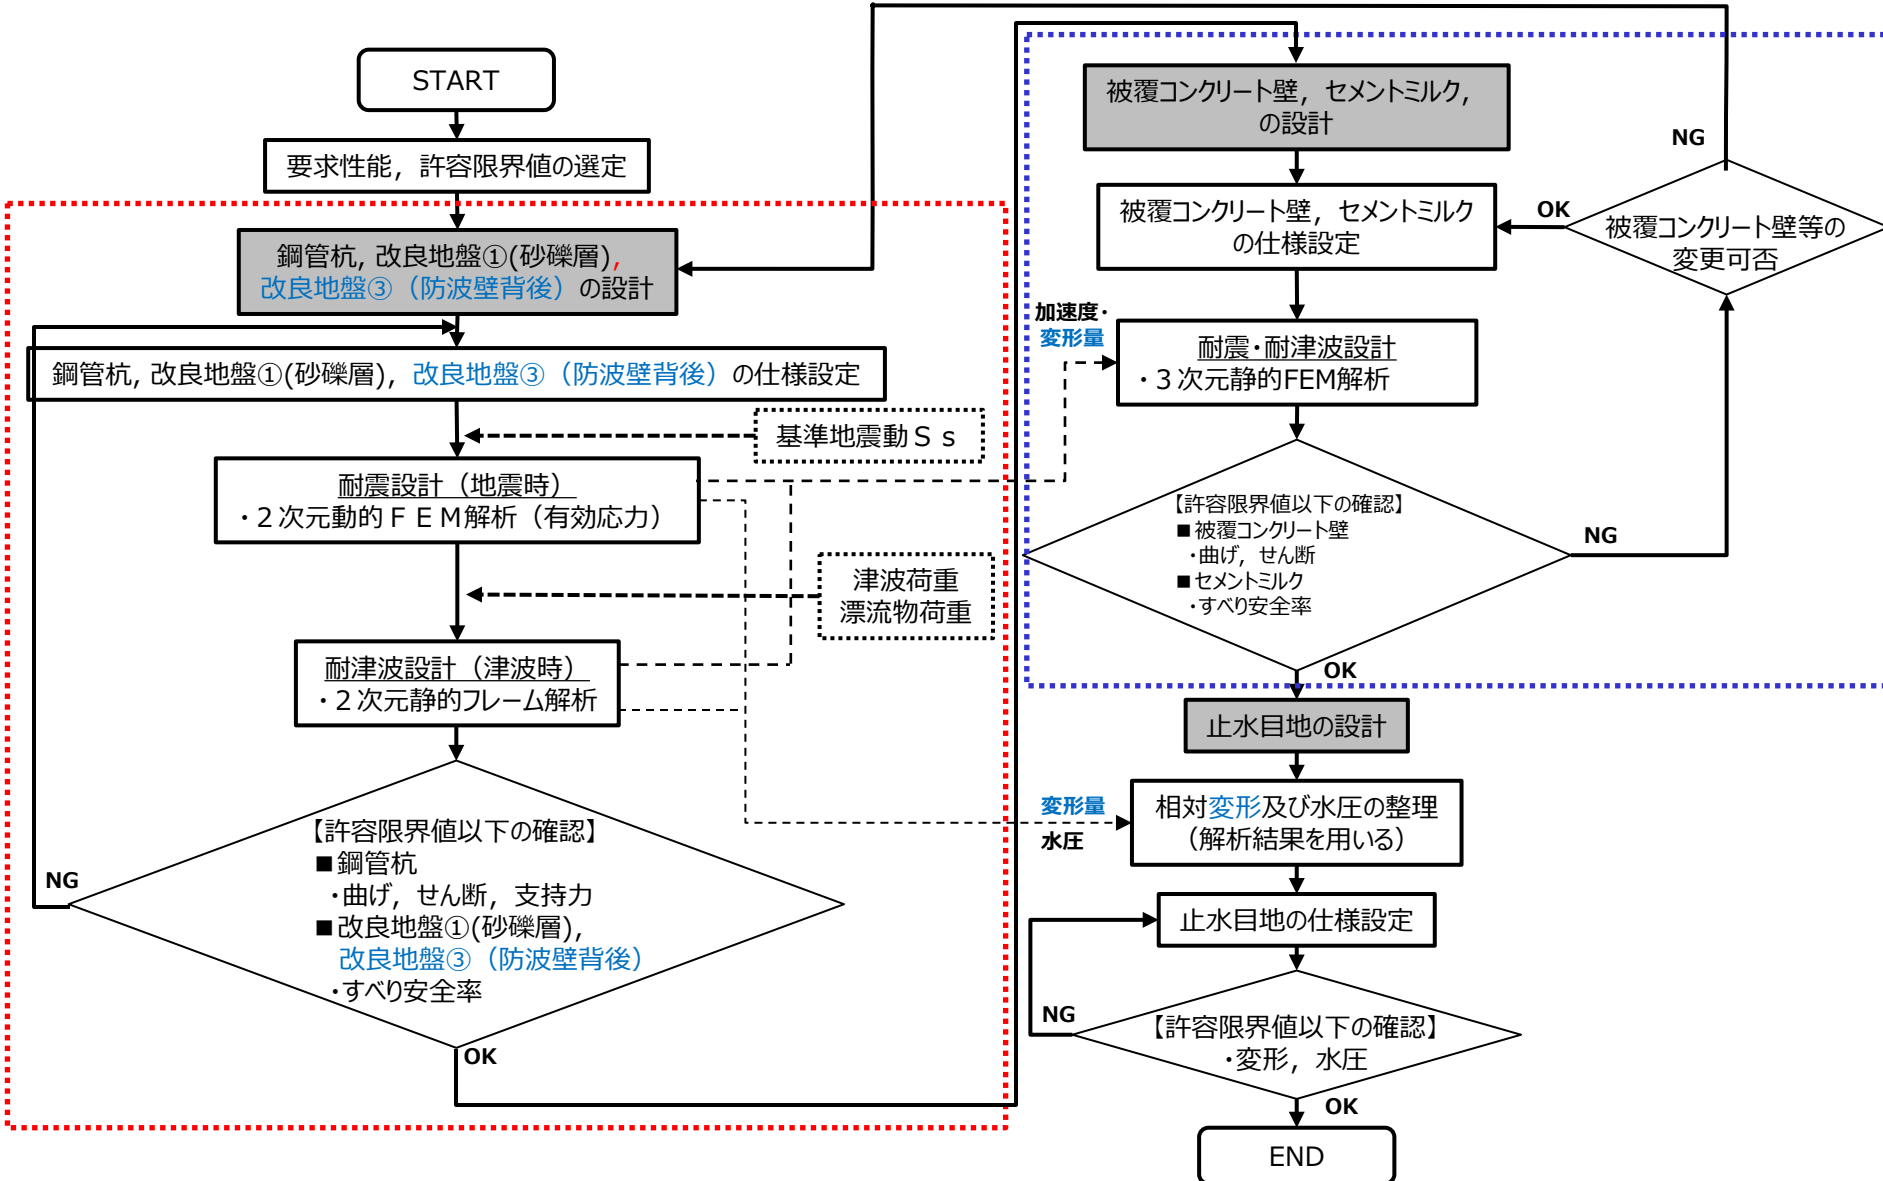 START
要求性能，許容限界値の選定
鋼管杭, 改良地盤①(砂礫層),
改良地盤③（防波壁背後）の設計
鋼管杭, 改良地盤①(砂礫層)，改良地盤③（防波壁背後）の仕様設定
基準地震動Ｓｓ
耐震設計（地震時）
・２次元動的ＦＥＭ解析（有効応力）
津波荷重
漂流物荷重
耐津波設計（津波時）
・２次元静的フレーム解析
【許容限界値以下の確認】
■鋼管杭
・曲げ，せん断，支持力
■改良地盤①(砂礫層),
改良地盤③（防波壁背後）
・すべり安全率
NG
OK
被覆コンクリート壁，セメントミルク，
の設計
被覆コンクリート壁，セメントミルク
の仕様設定
NG
OK
被覆コンクリート壁等の
変更可否
加速度・
変形量
耐震・耐津波設計
・３次元静的FEM解析
【許容限界値以下の確認】
■被覆コンクリート壁
・曲げ，せん断
■セメントミルク
・すべり安全率
NG
OK
止水目地の設計
変形量
水圧
相対変形及び水圧の整理
（解析結果を用いる）
止水目地の仕様設定
NG
【許容限界値以下の確認】
・変形，水圧
OK
END